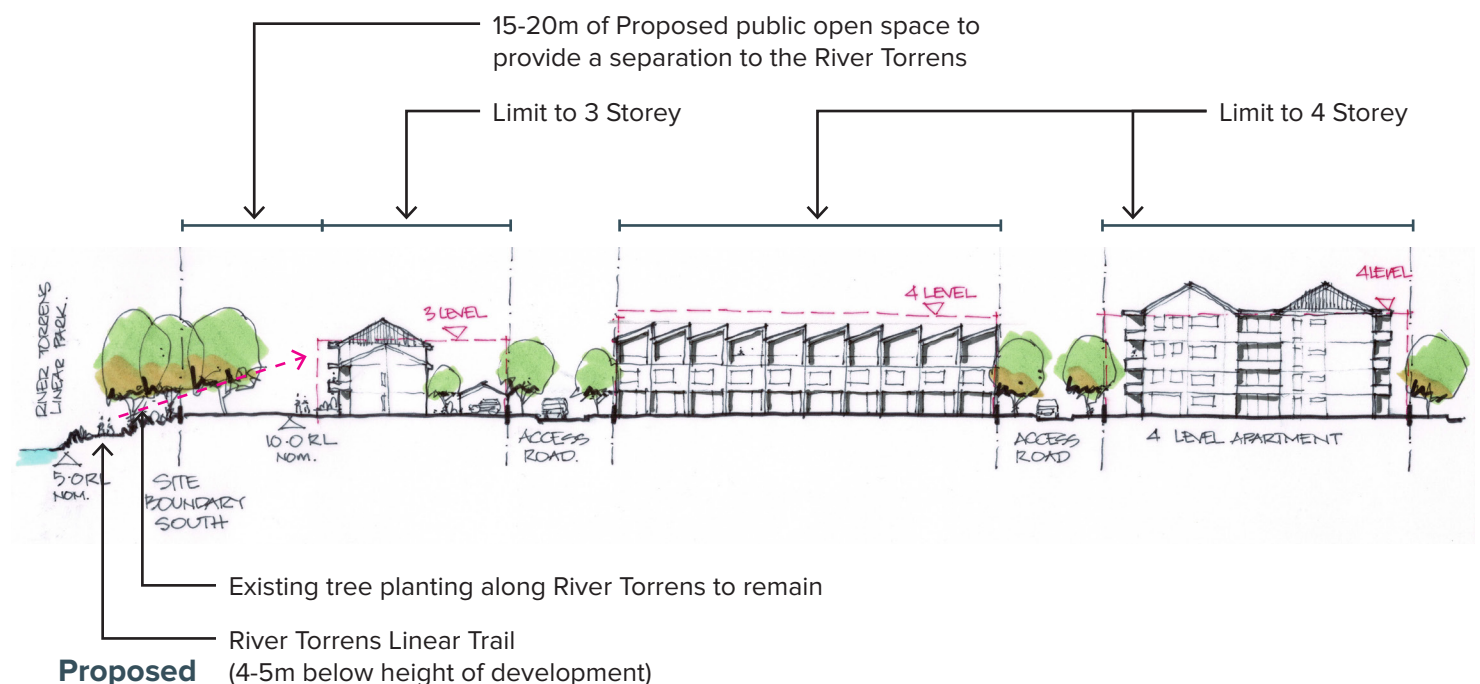 15-20m of Proposed public open space to
provide a separation to the River Torrens
Limit to 3 Storey
Limit to 4 Storey
RIVER TORRENS
LINEAR PARK.
3 LEVEL
4 LEVEL
4 LEVEL
10.0 RL
NOM.
ACCESS
ROAD.
ACCESS
ROAD
4 LEVEL APARTMENT
5.0 RL
NOM.
SITE
BOUNDARY
SOUTH
Existing tree planting along River Torrens to remain
River Torrens Linear Trail
(4-5m below height of development)
Proposed